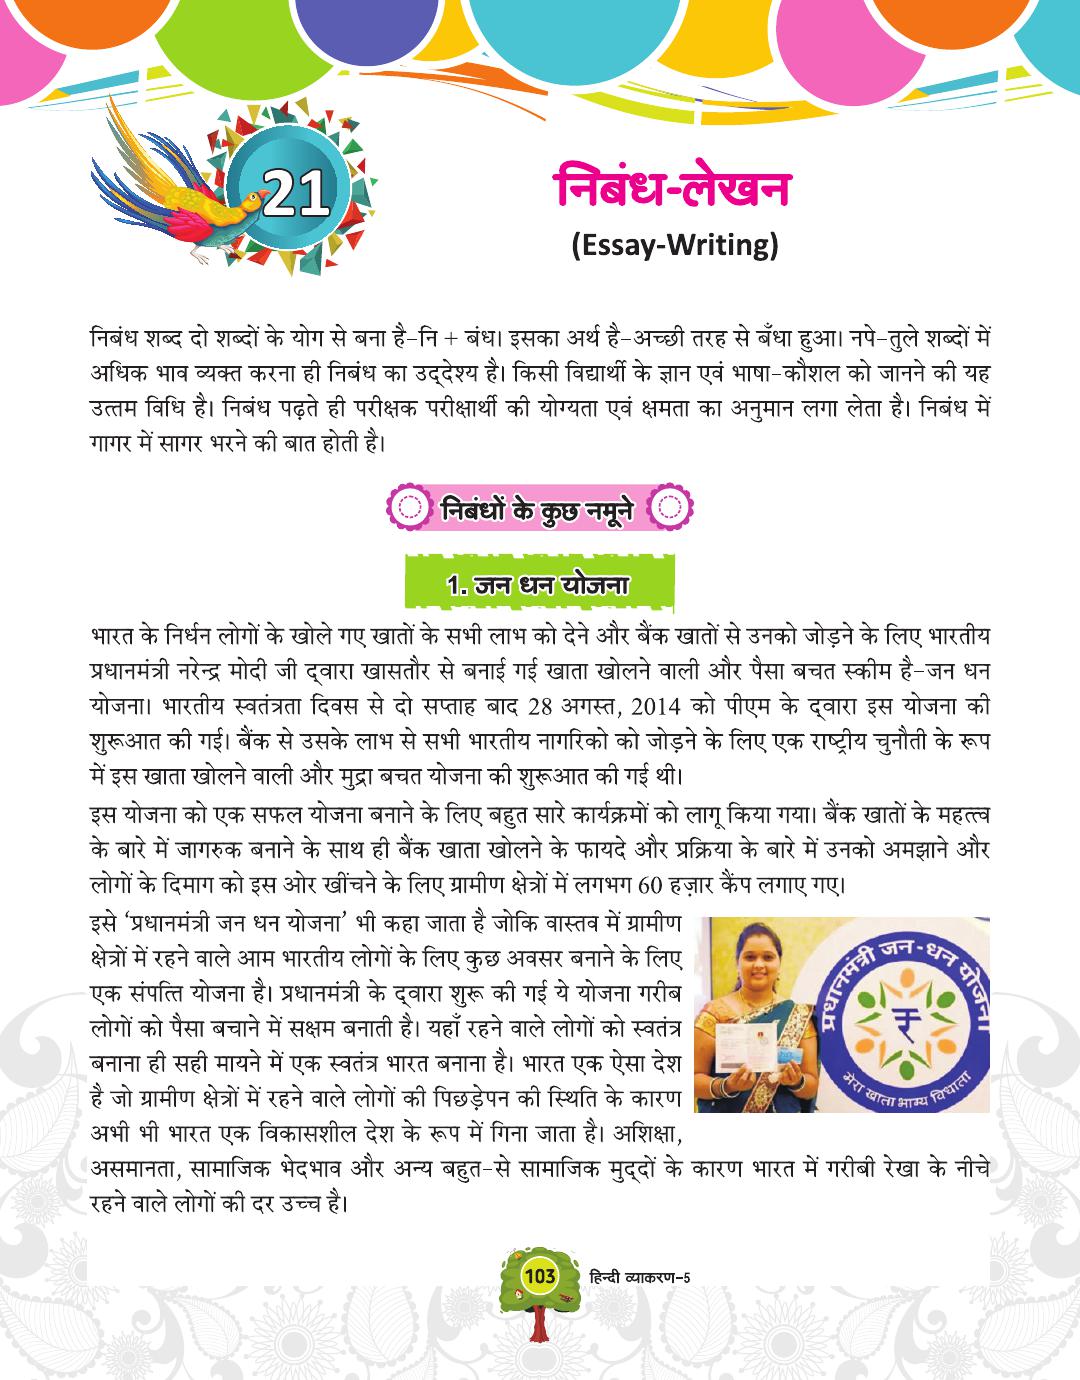 21
निबंध-लेखन
(Essay-Writing)
निबंध शब्द दो शब्दों के योग से बना है-नि + बंध। इसका अर्थ है-अच्छी तरह से बँधा हुआ। नपे-तुले शब्दों में
अधिक भाव व्यक्त करना ही निबंध का उद्देश्य है। किसी विद्यार्थी के ज्ञान एवं भाषा-कौशल को जानने की यह
उत्तम विधि है। निबंध पढ़ते ही परीक्षक परीक्षार्थी की योग्यता एवं क्षमता का अनुमान लगा लेता है। निबंध में
गागर में सागर भरने की बात होती है।
निबंधों के कुछ नमूने
1. जन धन योजना
भारत के निर्धन लोगों के खोले गए खातों के सभी लाभ को देने और बैंक खातों से उनको जोड़ने के लिए भारतीय
प्रधानमंत्री नरेन्द्र मोदी जी द्वारा खासतौर से बनाई गई खाता खोलने वाली और पैसा बचत स्कीम है-जन धन
योजना। भारतीय स्वतंत्रता दिवस से दो सप्ताह बाद 28 अगस्त, 2014 को पीएम के द्वारा इस योजना की
शुरूआत की गई। बैंक से उसके लाभ से सभी भारतीय नागरिको को जोड़ने के लिए एक राष्ट्रीय चुनौती के रूप
में इस खाता खोलने वाली और मुद्रा बचत योजना की शुरूआत की गई थी।
इस योजना को एक सफल योजना बनाने के लिए बहुत सारे कार्यक्रमों को लागू किया गया। बैंक खातों के महत्त्व
के बारे में जागरुक बनाने के साथ ही बैंक खाता खोलने के फायदे और प्रक्रिया के बारे में उनको अमझाने और
लोगों के दिमाग को इस ओर खींचने के लिए ग्रामीण क्षेत्रों में लगभग 60 हज़ार कैंप लगाए गए।
इसे ‘प्रधानमंत्री जन धन योजना’ भी कहा जाता है जोकि वास्तव में ग्रामीण
क्षेत्रों में रहने वाले आम भारतीय लोगों के लिए कुछ अवसर बनाने के लिए
एक संपत्ति योजना है। प्रधानमंत्री के द्वारा शुरू की गई ये योजना गरीब
लोगों को पैसा बचाने में सक्षम बनाती है। यहाँ रहने वाले लोगों को स्वतंत्र
बनाना ही सही मायने में एक स्वतंत्र भारत बनाना है। भारत एक ऐसा देश
है जो ग्रामीण क्षेत्रों में रहने वाले लोगों की पिछड़ेपन की स्थिति के कारण
अभी भी भारत एक विकासशील देश के रूप में गिना जाता है। अशिक्षा,
असमानता, सामाजिक भेदभाव और अन्य बहुत-से सामाजिक मुद्दों के कारण भारत में गरीबी रेखा के नीचे
रहने वाले लोगों की दर उच्च है।
प्रधानमंत्री जन-धन योजना
₹
मेरा खाता भाग्य विधाता
103
हिन्दी व्याकरण-5